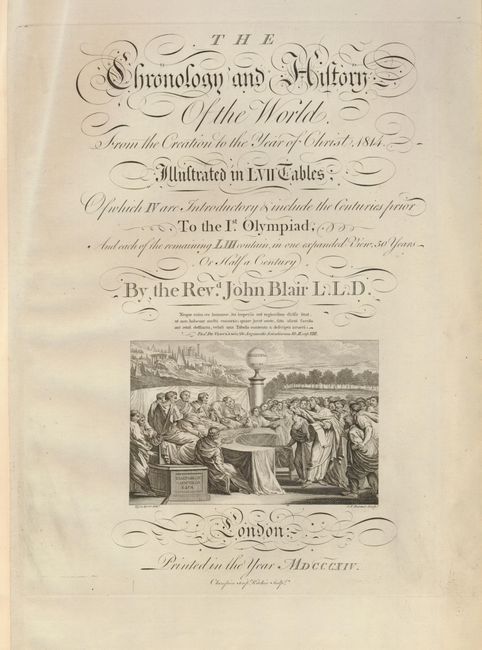 THE
Chronology and History
Of the World,
From the Creation to the Year of Christ, 1814.
Illustrated in LVII Tables;
Of which IV are Introductory & include the Centuries prior
To the I.st Olympiad,
And each of the remaining LIII contain, in one expanded View, 50 Years
Or Half a Century
By the Rev.d John Blair L.L.D.
London:
Printed in the Year MDCCCXIV.